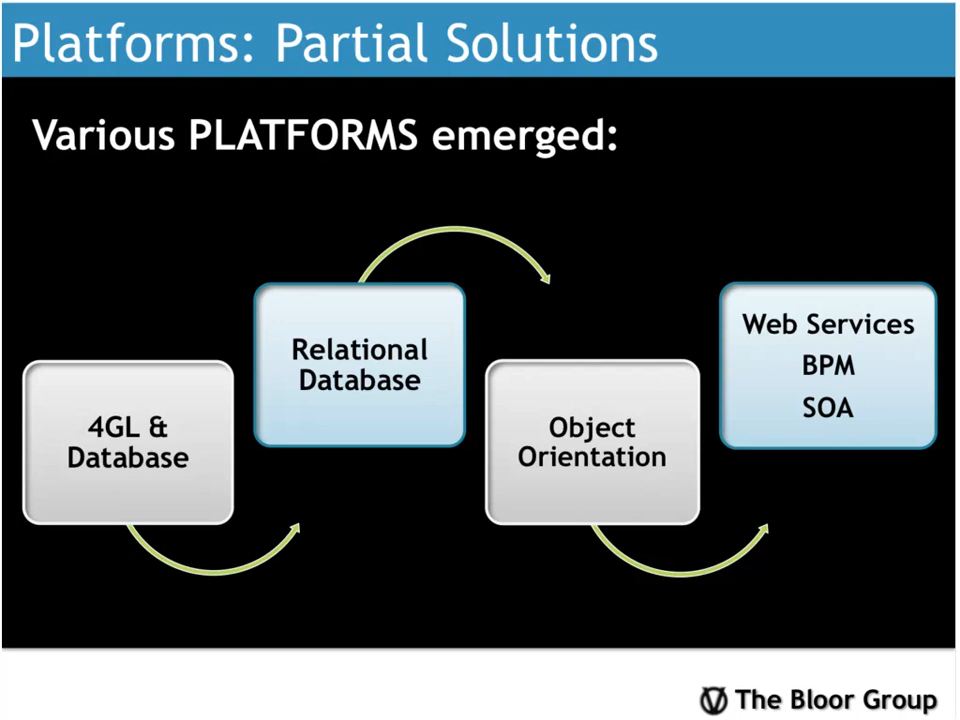 Platforms: Partial Solutions
Various PLATFORMS emerged:
4GL &
Database
Relational
Database
Object
Orientation
Web Services
BPM
SOA
The Bloor Group